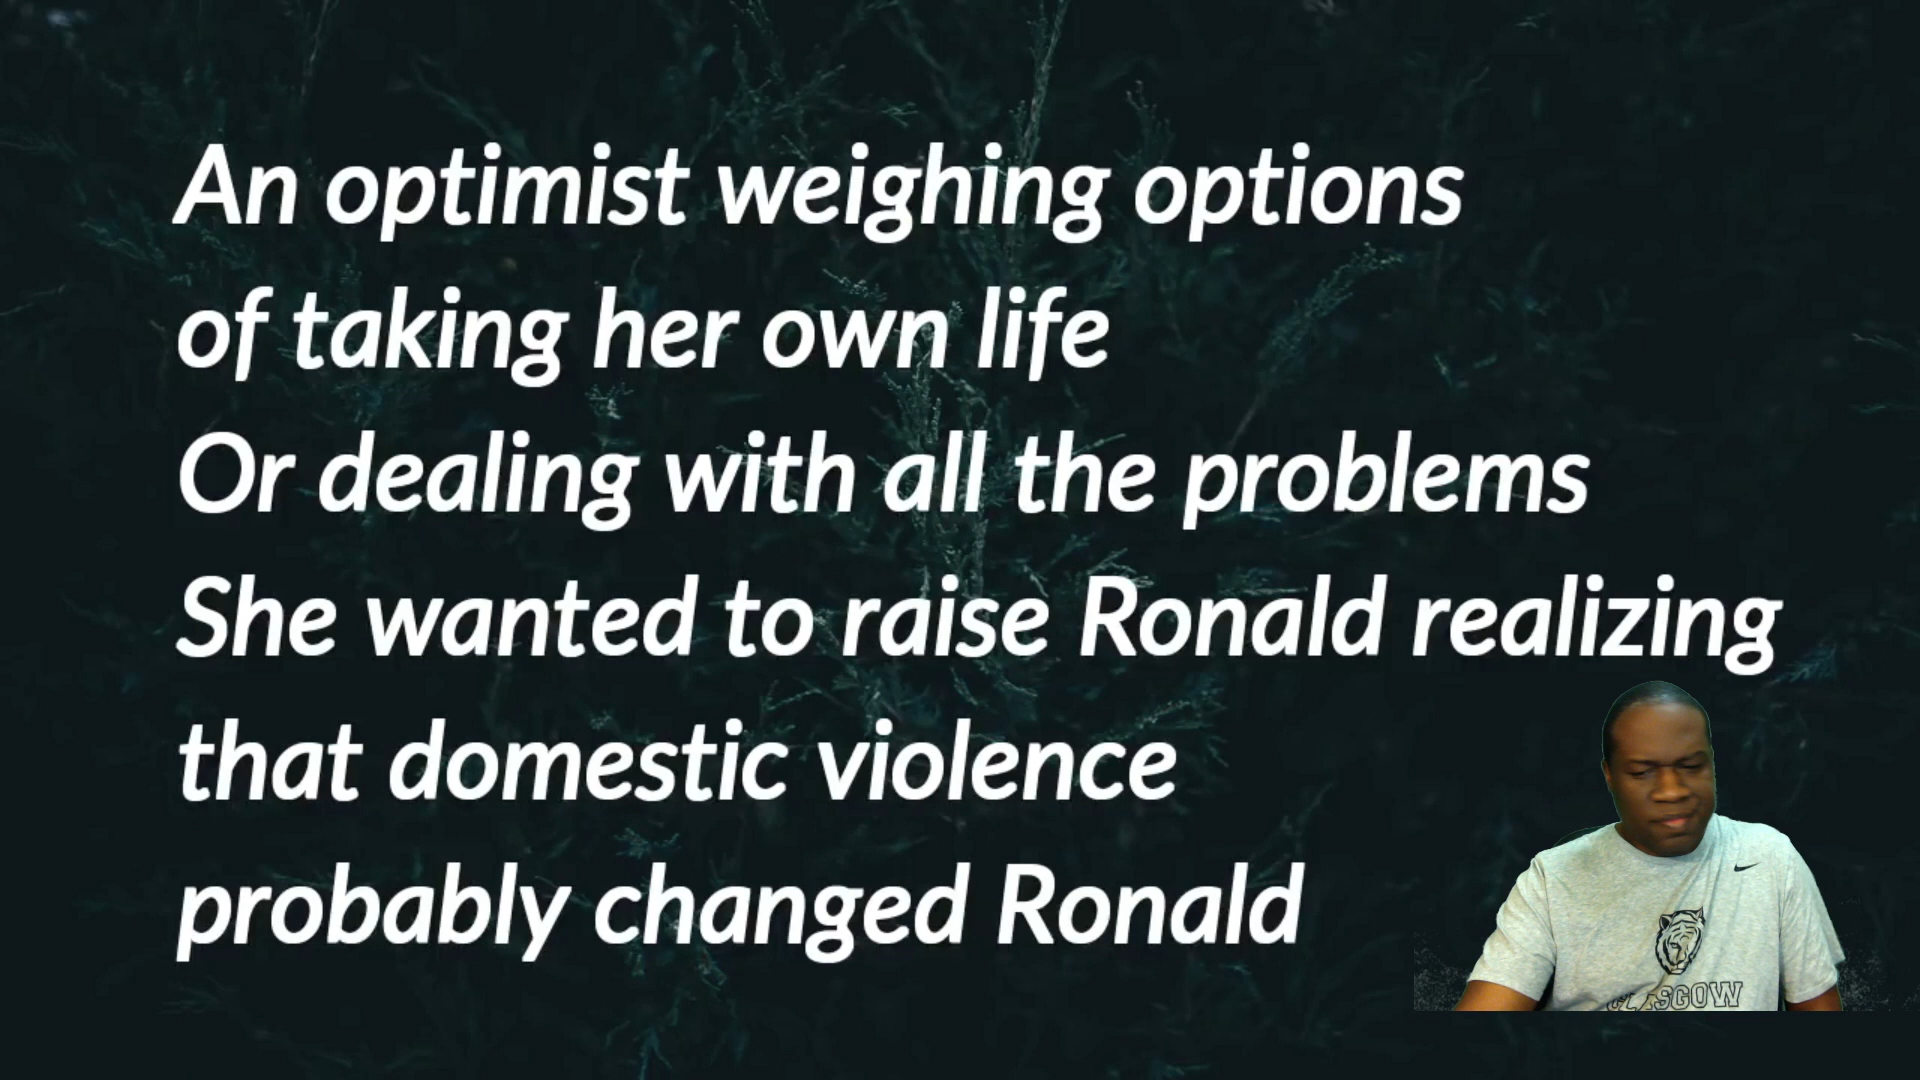 An optimist weighing options
of taking her own life
Or dealing with all the problems
She wanted to raise Ronald realizing
that domestic violence
probably changed Ronald
GLASGOW